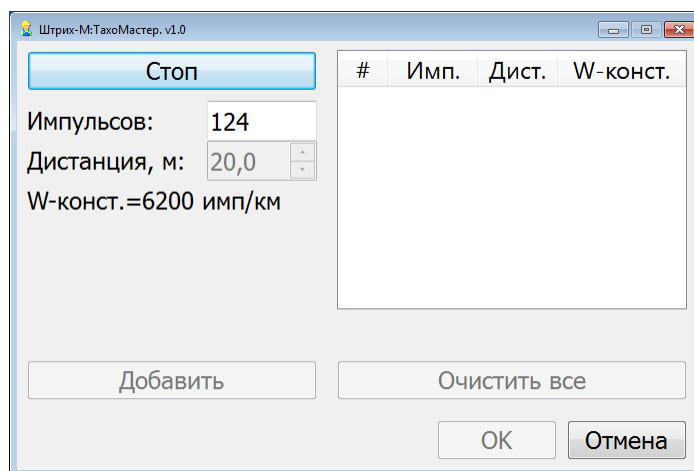 Штрих-М:ТахоМастер. v1.0
Стоп
Импульсов: 124
Дистанция, м: 20,0
W-конст.=6200 имп/км
# Имп. Дист. W-конст.
Добавить Очистить все
OK Отмена